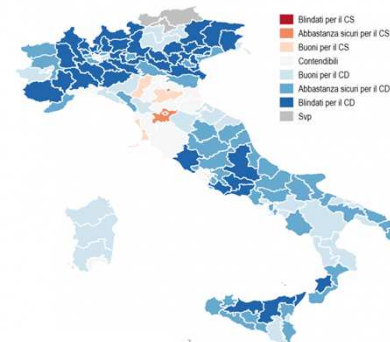 Blindati per il CS
Abbastanza sicuri per il CS
Buoni per il CS
Contendibili
Buoni per il CD
Abbastanza sicuri per il CD
Blindati per il CD
Svp